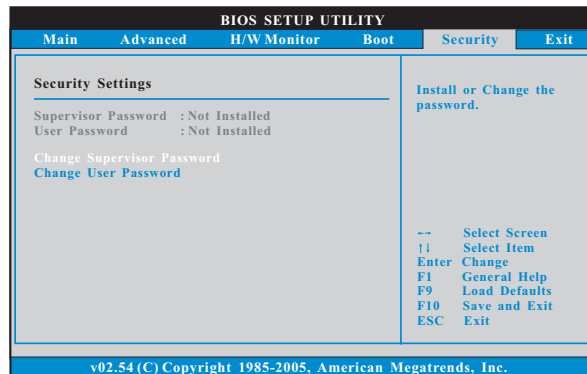 BIOS SETUP UTILITY
Main Advanced H/W Monitor Boot Security Exit
Security Settings
Supervisor Password : Not Installed
User Password : Not Installed
Change Supervisor Password
Change User Password
Install or Change the
password.
←→ Select Screen
↑↓ Select Item
Enter Change
F1 General Help
F9 Load Defaults
F10 Save and Exit
ESC Exit
v02.54 (C) Copyright 1985-2005, American Megatrends, Inc.